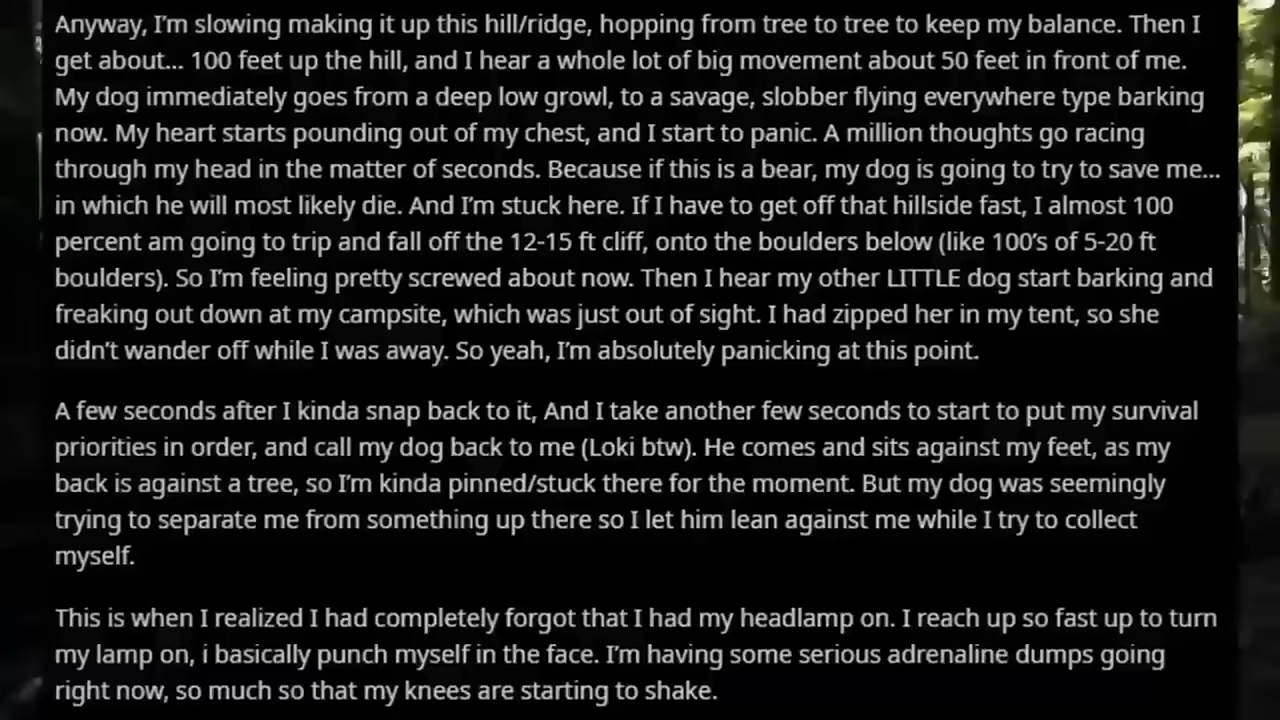 Anyway, I'm slowing making it up this hill/ridge, hopping from tree to tree to keep my balance. Then I
get about... 100 feet up the hill, and I hear a whole lot of big movement about 50 feet in front of me.
My dog immediately goes from a deep low growl, to a savage, slobber flying everywhere type barking
now. My heart starts pounding out of my chest, and I start to panic. A million thoughts go racing
through my head in the matter of seconds. Because if this is a bear, my dog is going to try to save me...
in which he will most likely die. And I'm stuck here. If I have to get off that hillside fast, I almost 100
percent am going to trip and fall off the 12-15 ft cliff, onto the boulders below (like 100's of 5-20 ft
boulders). So I'm feeling pretty screwed about now. Then I hear my other LITTLE dog start barking and
freaking out down at my campsite, which was just out of sight. I had zipped her in my tent, so she
didn't wander off while I was away. So yeah, I'm absolutely panicking at this point.
A few seconds after I kinda snap back to it, And I take another few seconds to start to put my survival
priorities in order, and call my dog back to me (Loki btw). He comes and sits against my feet, as my
back is against a tree, so I'm kinda pinned/stuck there for the moment. But my dog was seemingly
trying to separate me from something up there so I let him lean against me while I try to collect
myself.
This is when I realized I had completely forgot that I had my headlamp on. I reach up so fast up to turn
my lamp on, i basically punch myself in the face. I'm having some serious adrenaline dumps going
right now, so much so that my knees are starting to shake.